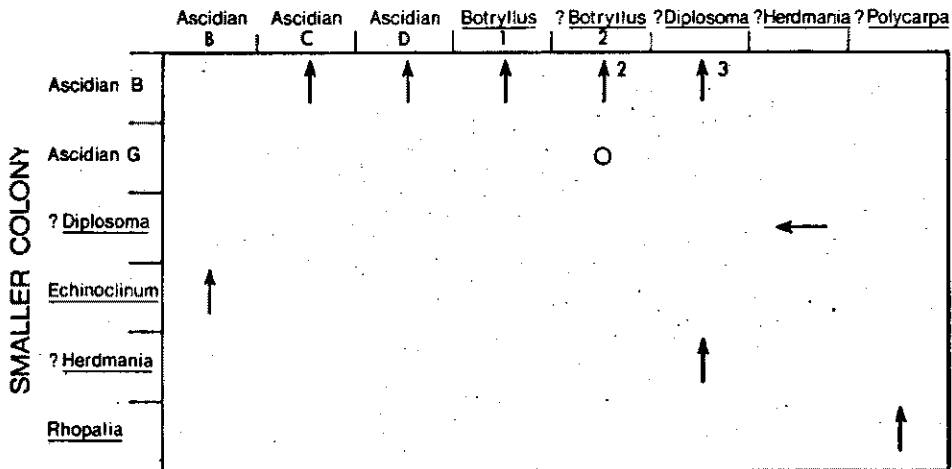 Ascidian Ascidian Ascidian Botryllus ? Botryllus ? Diplosoma ? Herdmania ? Polycarpa
B C D 1 2
Ascidian B 2 3
Ascidian G
? Diplosoma
Echinoclinum
? Herdmania
Rhopalia
SMALLER COLONY